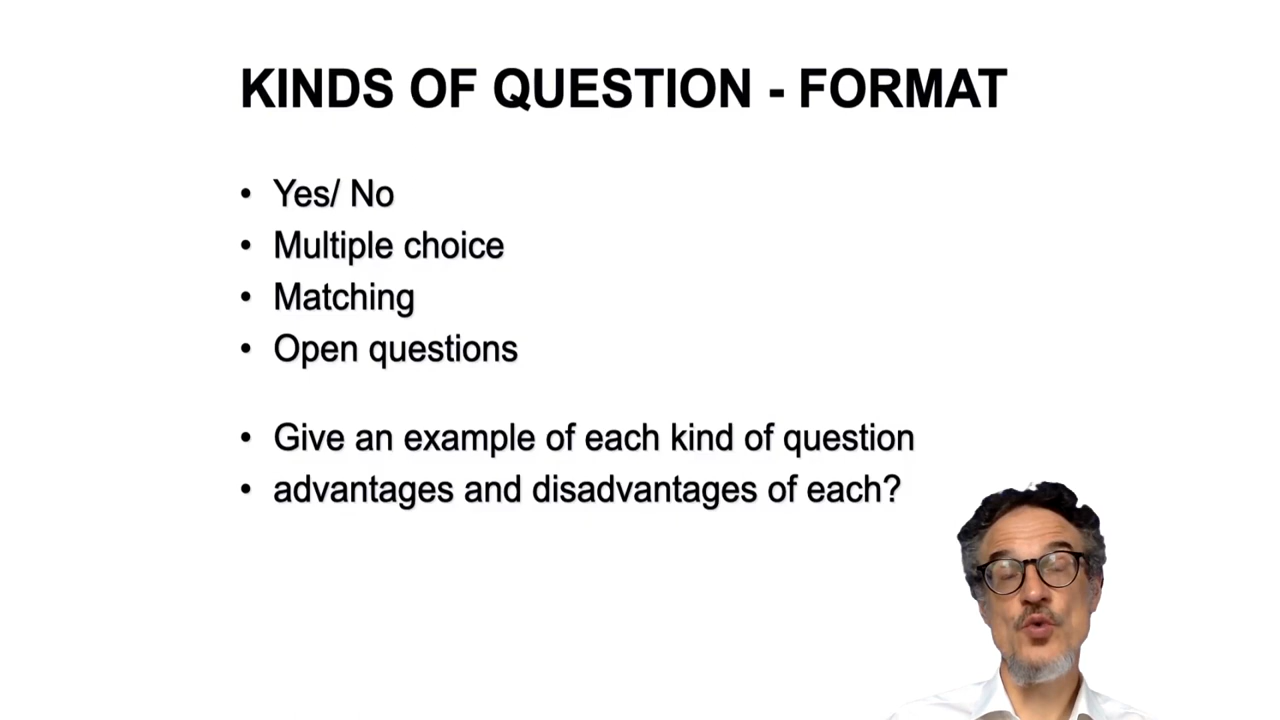 KINDS OF QUESTION - FORMAT
• Yes/ No
• Multiple choice
• Matching
• Open questions
• Give an example of each kind of question
• advantages and disadvantages of each?